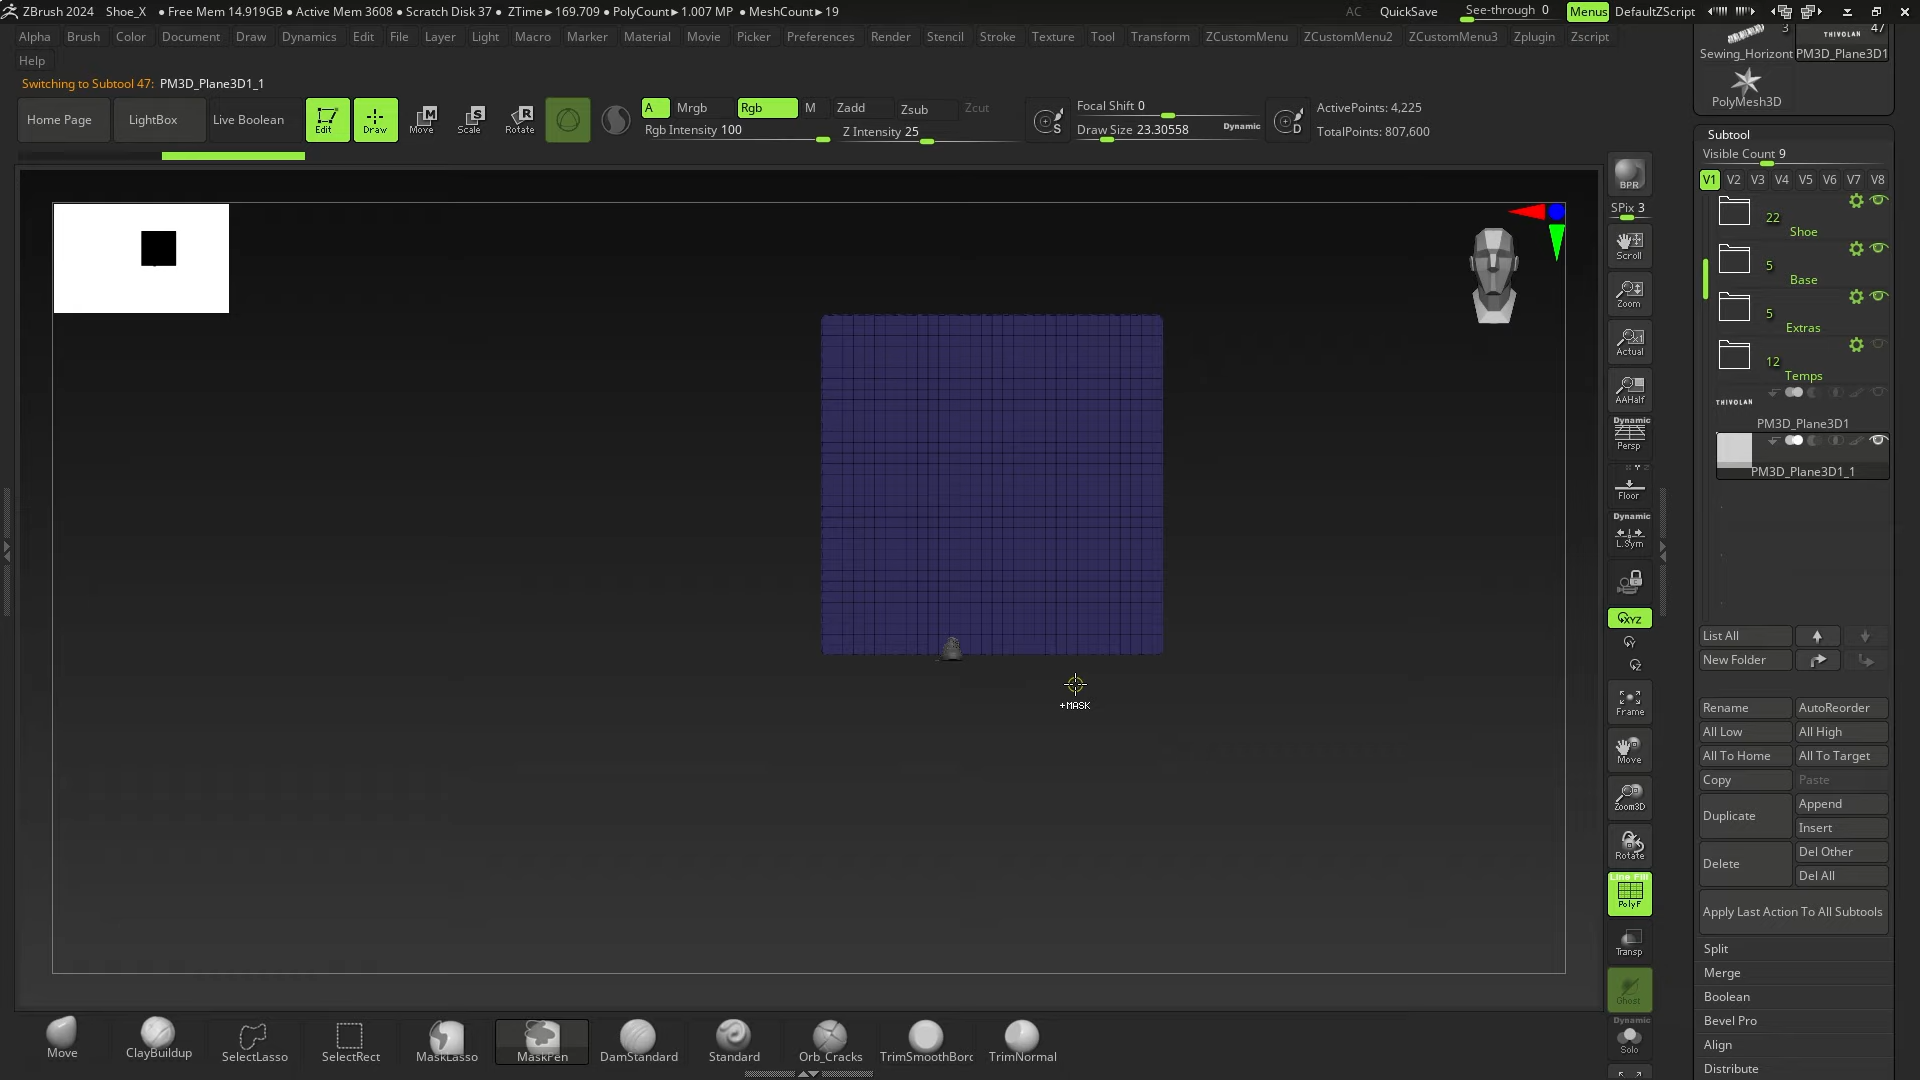 ZBrush 2024 Shoe_X ● Free Mem 14.919GB ● Active Mem 3608 ● Scratch Disk 37 ● ZTime►169.709 ● PolyCount►1.007 MP ● MeshCount►19 AC QuickSave See-through 0 Menus DefaultZScript
Alpha Brush Color Document Draw Dynamics Edit File Layer Light Macro Marker Material Movie Picker Preferences Render Stencil Stroke Texture Tool Transform ZCustomMenu ZCustomMenu2 ZCustomMenu3 Zplugin Zscript
Help
Switching to Subtool 47: PM3D_Plane3D1_1
Home Page LightBox Live Boolean Edit Draw Move Scale Rotate
A Mrgb Rgb M Zadd Zsub Zcut
Rgb Intensity 100 Z Intensity 25
S Focal Shift 0
Draw Size 23.30558 Dynamic D
ActivePoints: 4,225
TotalPoints: 807,600
+MASK
BPR
SPix 3
Scroll
Zoom
Actual
AAHalf
Dynamic
Persp
Floor
Dynamic
L.Sym
XYZ
Y
Z
Frame
Move
Zoom3D
Rotate
Line Fill
PolyF
Transp
Ghost
Dynamic
Solo
3 THIVOLAN 47
Sewing_Horizont PM3D_Plane3D1
PolyMesh3D
Subtool
Visible Count 9
V1 V2 V3 V4 V5 V6 V7 V8
22
Shoe
5
Base
5
Extras
12
Temps
THIVOLAN
PM3D_Plane3D1
PM3D_Plane3D1_1
List All
New Folder
Rename AutoReorder
All Low All High
All To Home All To Target
Copy Paste
Duplicate Append
Insert
Delete Del Other
Del All
Apply Last Action To All Subtools
Split
Merge
Boolean
Bevel Pro
Align
Distribute
Move ClayBuildup SelectLasso SelectRect MaskLasso MaskPen DamStandard Standard Orb_Cracks TrimSmoothBorc TrimNormal